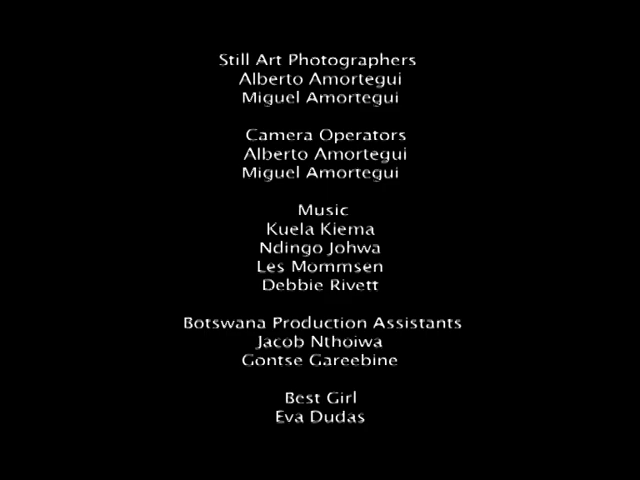 Still Art Photographers
Alberto Amortegui
Miguel Amortegui
Camera Operators
Alberto Amortegui
Miguel Amortegui
Music
Kuela Kiema
Ndingo Johwa
Les Mommsen
Debbie Rivett
Botswana Production Assistants
Jacob Nthoiwa
Gontse Gareebine
Best Girl
Eva Dudas